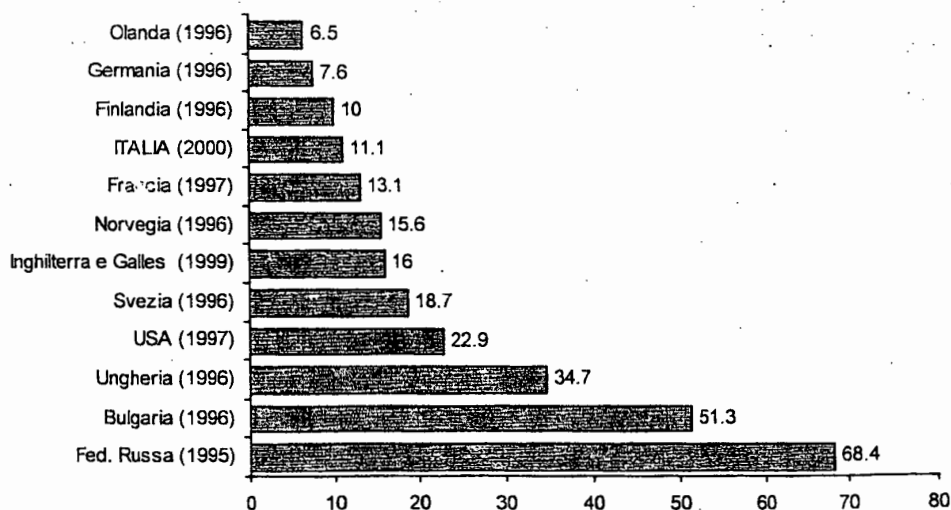 Olanda (1996) 6.5
Germania (1996) 7.6
Finlandia (1996) 10
ITALIA (2000) 11.1
Francia (1997) 13.1
Norvegia (1996) 15.6
Inghilterra e Galles (1999) 16
Svezia (1996) 18.7
USA (1997) 22.9
Ungheria (1996) 34.7
Bulgaria (1996) 51.3
Fed. Russa (1995) 68.4
0 10 20 30 40 50 60 70 80